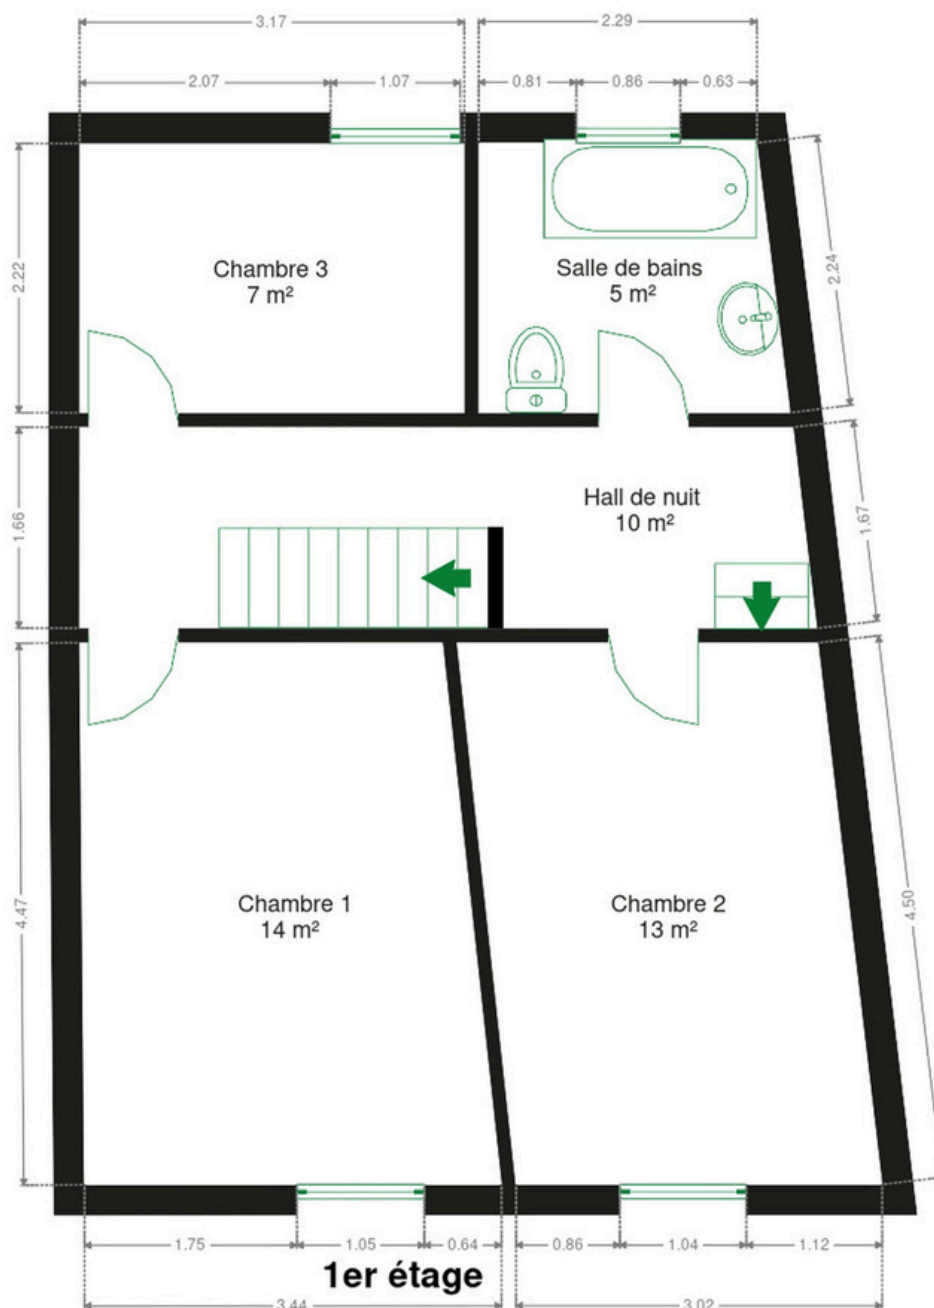 3.17
2.29
2.07
1.07
0.81
0.86
0.63
2.22
Chambre 3
7 m²
Salle de bains
5 m²
2.24
1.66
Hall de nuit
10 m²
1.67
4.47
Chambre 1
14 m²
Chambre 2
13 m²
4.50
1.75
1.05
0.64
0.86
1.04
1.12
1er étage
3.44
3.02